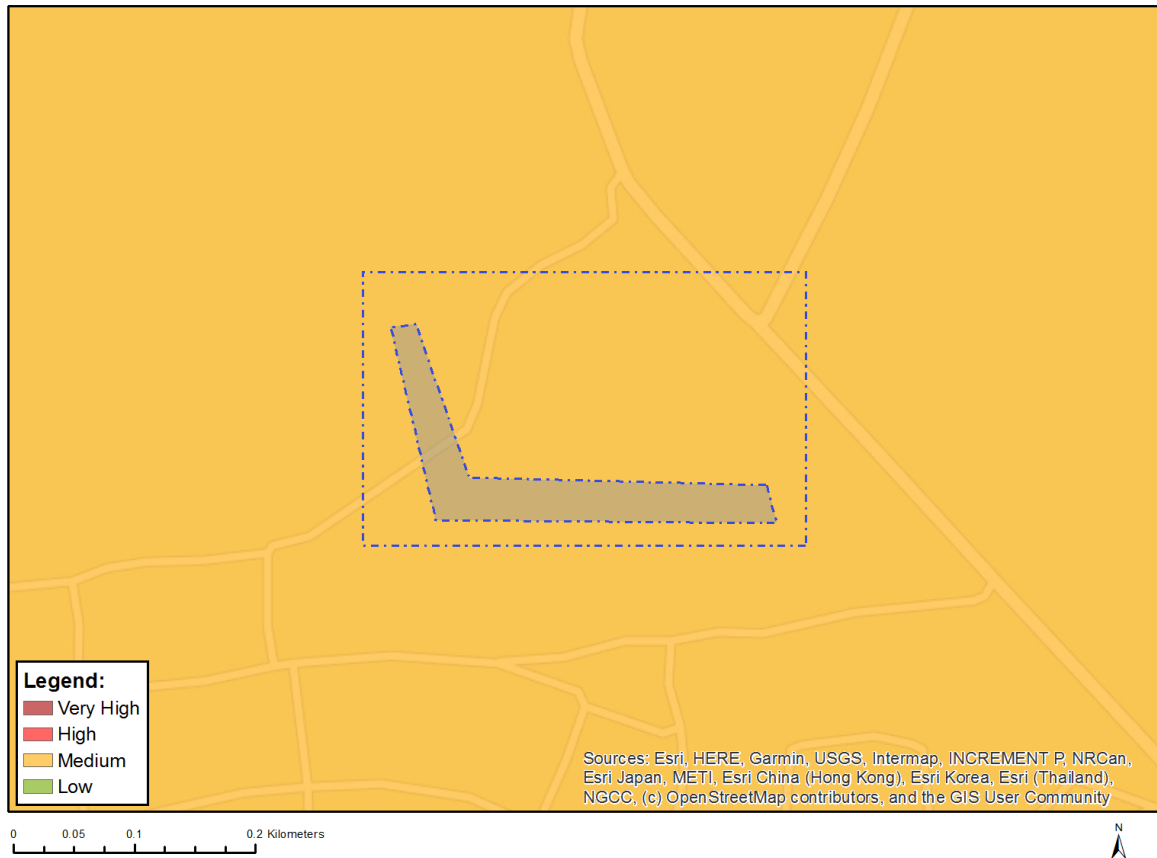 Legend:
Very High
High
Medium
Low
Sources: Esri, HERE, Garmin, USGS, Intermap, INCREMENT P, NRCan,
Esri Japan, METI, Esri China (Hong Kong), Esri Korea, Esri (Thailand),
NGCC, (c) OpenStreetMap contributors, and the GIS User Community
0 0.05 0.1 0.2 Kilometers
N